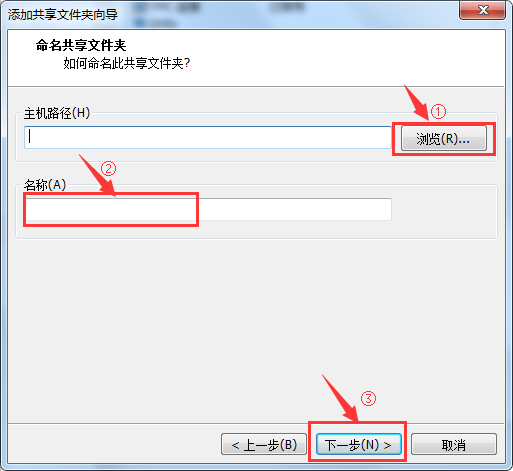 添加共享文件夹向导
命名共享文件夹
如何命名此共享文件夹?
主机路径(H)
①
浏览(R)...
②
名称(A)
③
< 上一步(B)
下一步(N) >
取消